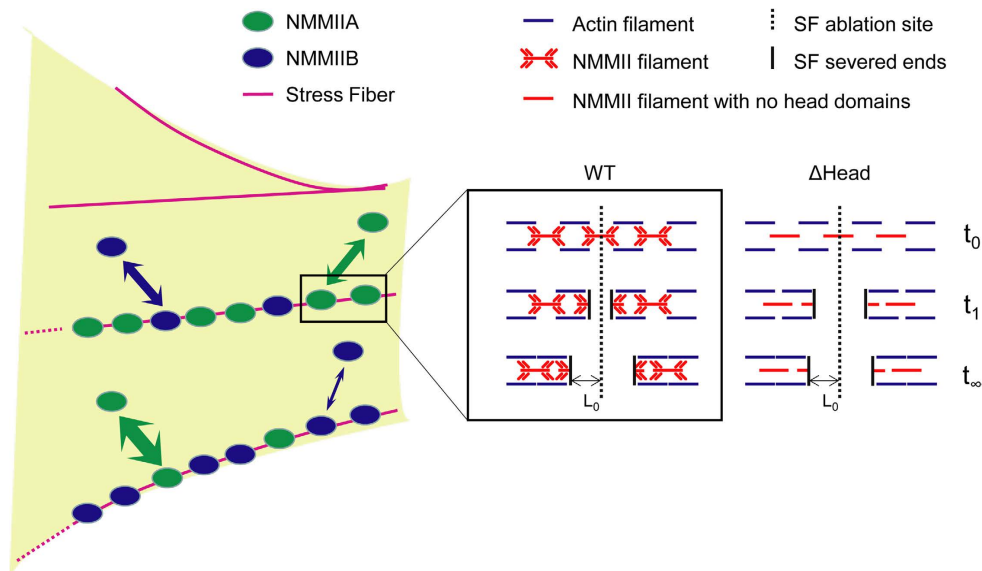 NMMIIA
NMMIIB
Stress Fiber
Actin filament
NMMII filament
NMMII filament with no head domains
SF ablation site
SF severed ends
WT
ΔHead
t₀
t₁
t∞
L₀
L₀